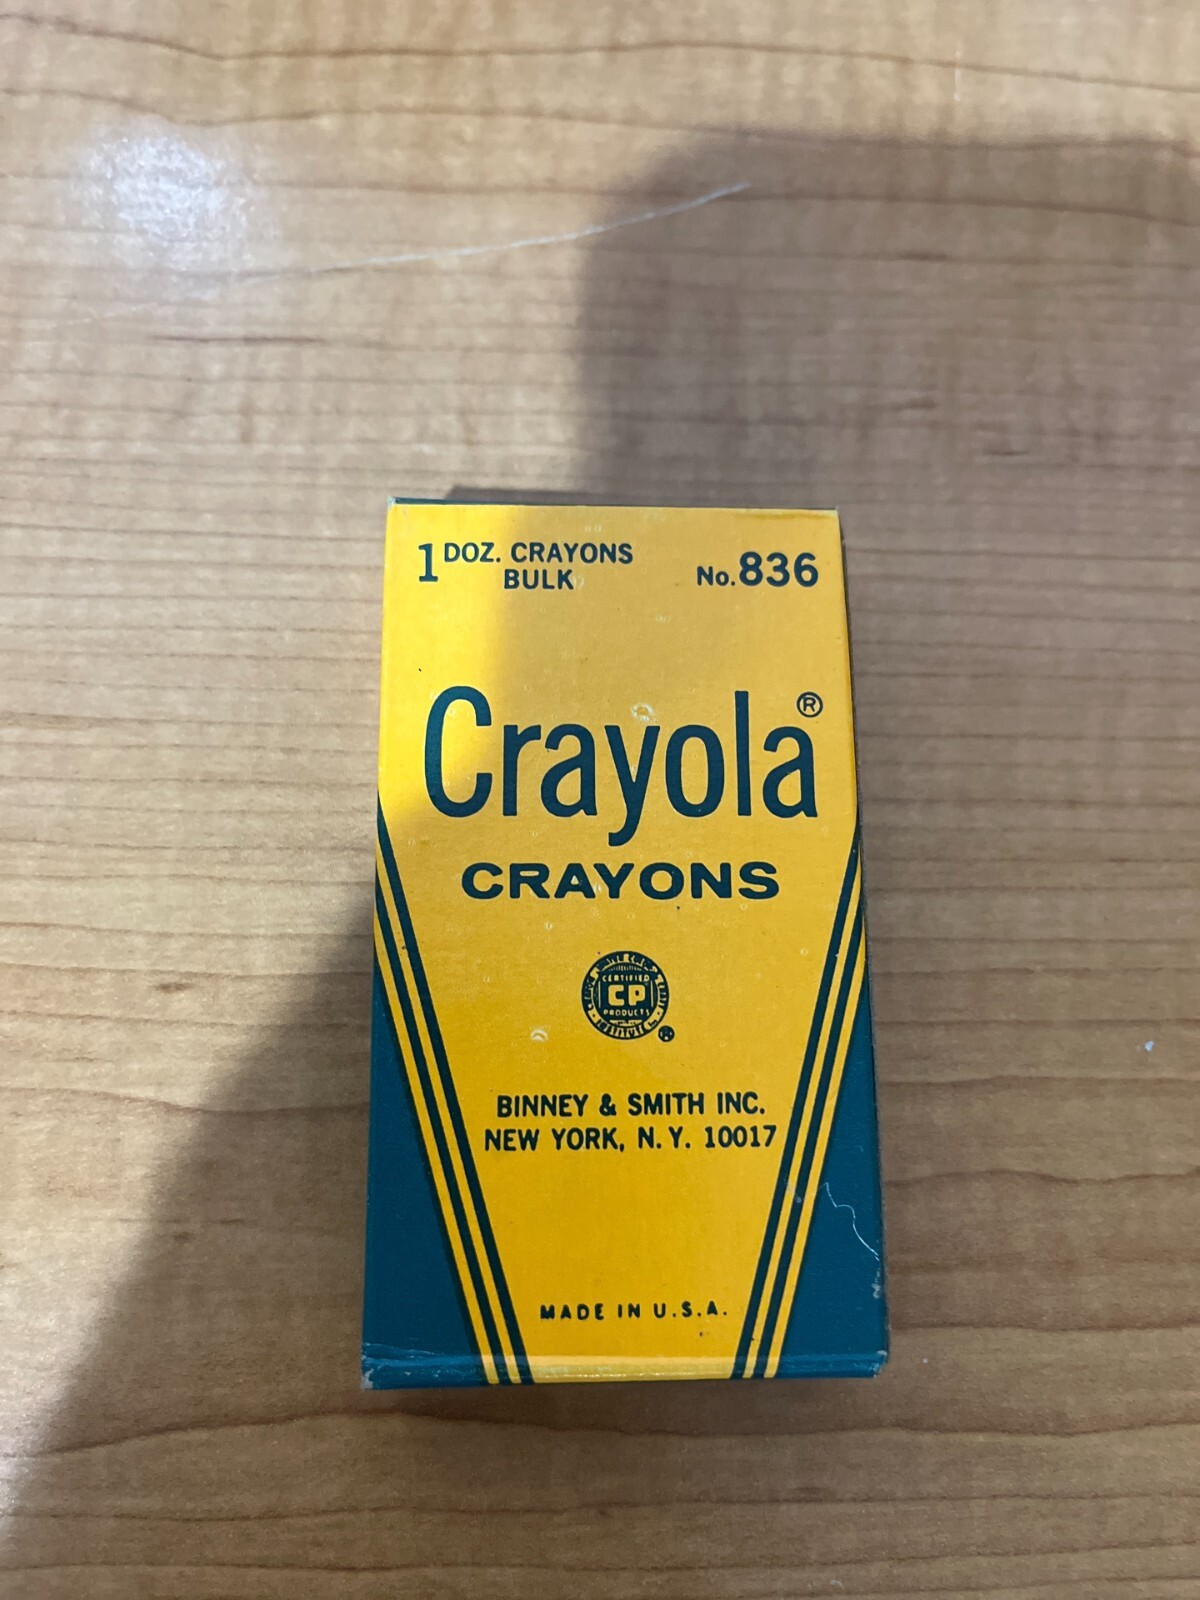 1 DOZ. CRAYONS
BULK
No. 836
Crayola®
CRAYONS
CERTIFIED
CP
PRODUCTS
BINNEY & SMITH INC.
NEW YORK, N. Y. 10017
MADE IN U.S.A.